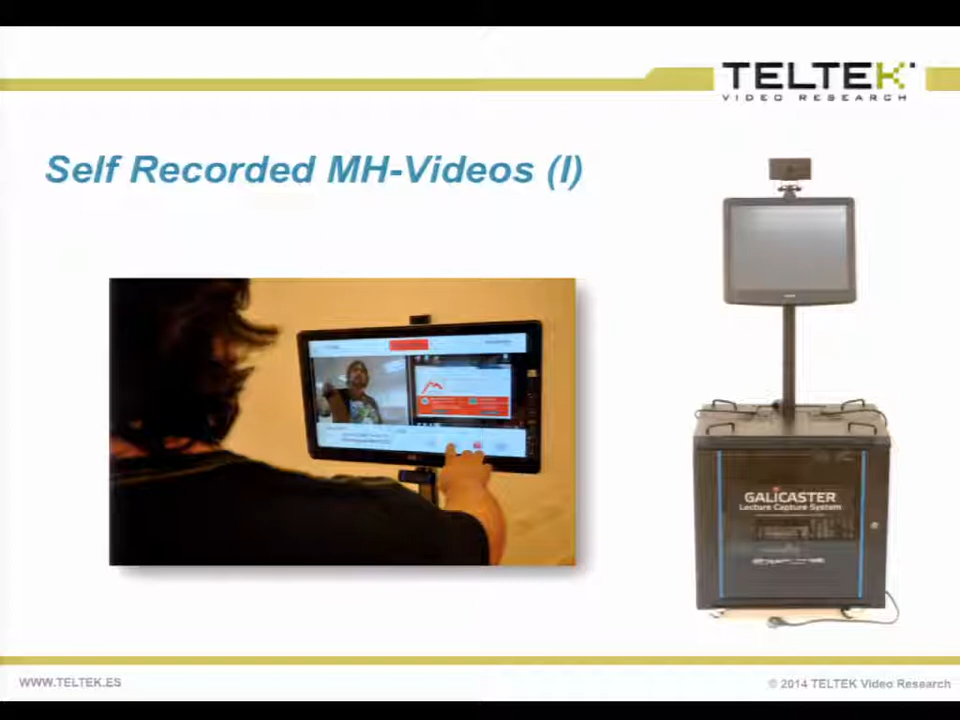 TELTEK
VIDEO RESEARCH
Self Recorded MH-Videos (I)
GALICASTER
Lecture Capture System
WWW.TELTEK.ES
© 2014 TELTEK Video Research